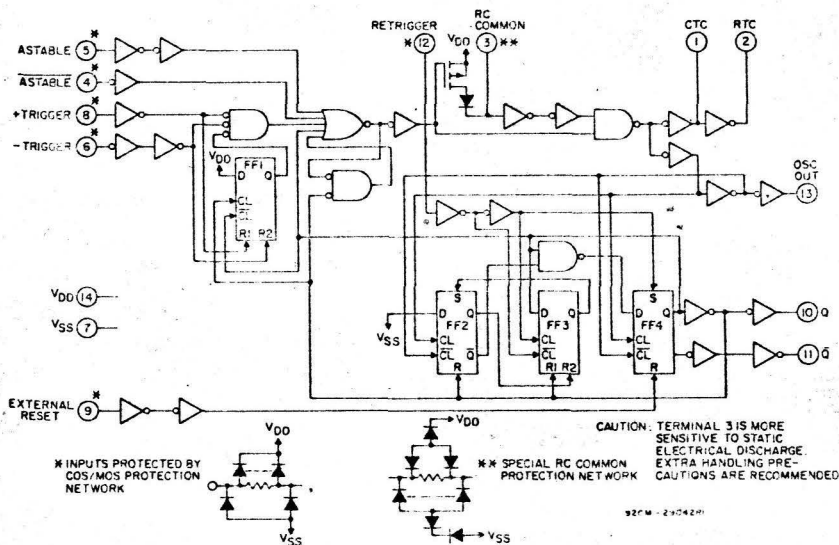 RETRIGGER
* 12
RC
COMMON
3 **
CTC
1
RTC
2
VDD
ASTABLE 5 *
ASTABLE 4 *
+TRIGGER 8 *
-TRIGGER 6 *
VDD
FF1
D Q
CL
CL
R1 R2
OSC
OUT
13
VDD 14
VSS 7
VSS
S
D
FF2
CL
CL Q
R
D Q
FF3
CL
CL
R1 R2
S
D Q
FF4
CL
CL
R
10 Q
11 Q
EXTERNAL
RESET 9 *
* INPUTS PROTECTED BY
COS/MOS PROTECTION
NETWORK
VDD
VSS
VDD
** SPECIAL RC COMMON
PROTECTION NETWORK
VSS
CAUTION: TERMINAL 3 IS MORE
SENSITIVE TO STATIC
ELECTRICAL DISCHARGE.
EXTRA HANDLING PRE-
CAUTIONS ARE RECOMMENDED
92CM-29042RI